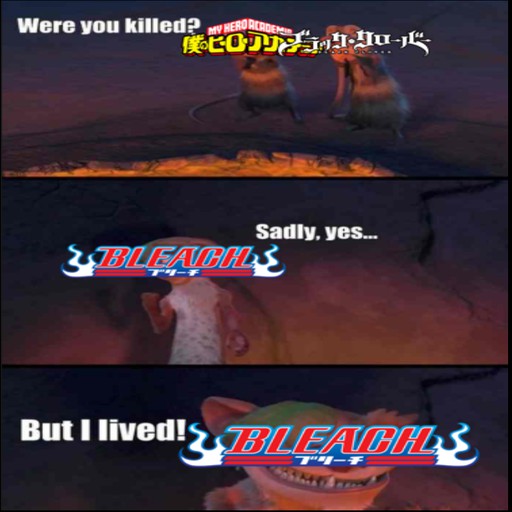 Were you killed?
MY HERO ACADEMIA
僕のヒーローアカデミア
ブラッククローバー
Sadly, yes...
BLEACH
ブリーチ
But I lived!
BLEACH
ブリーチ